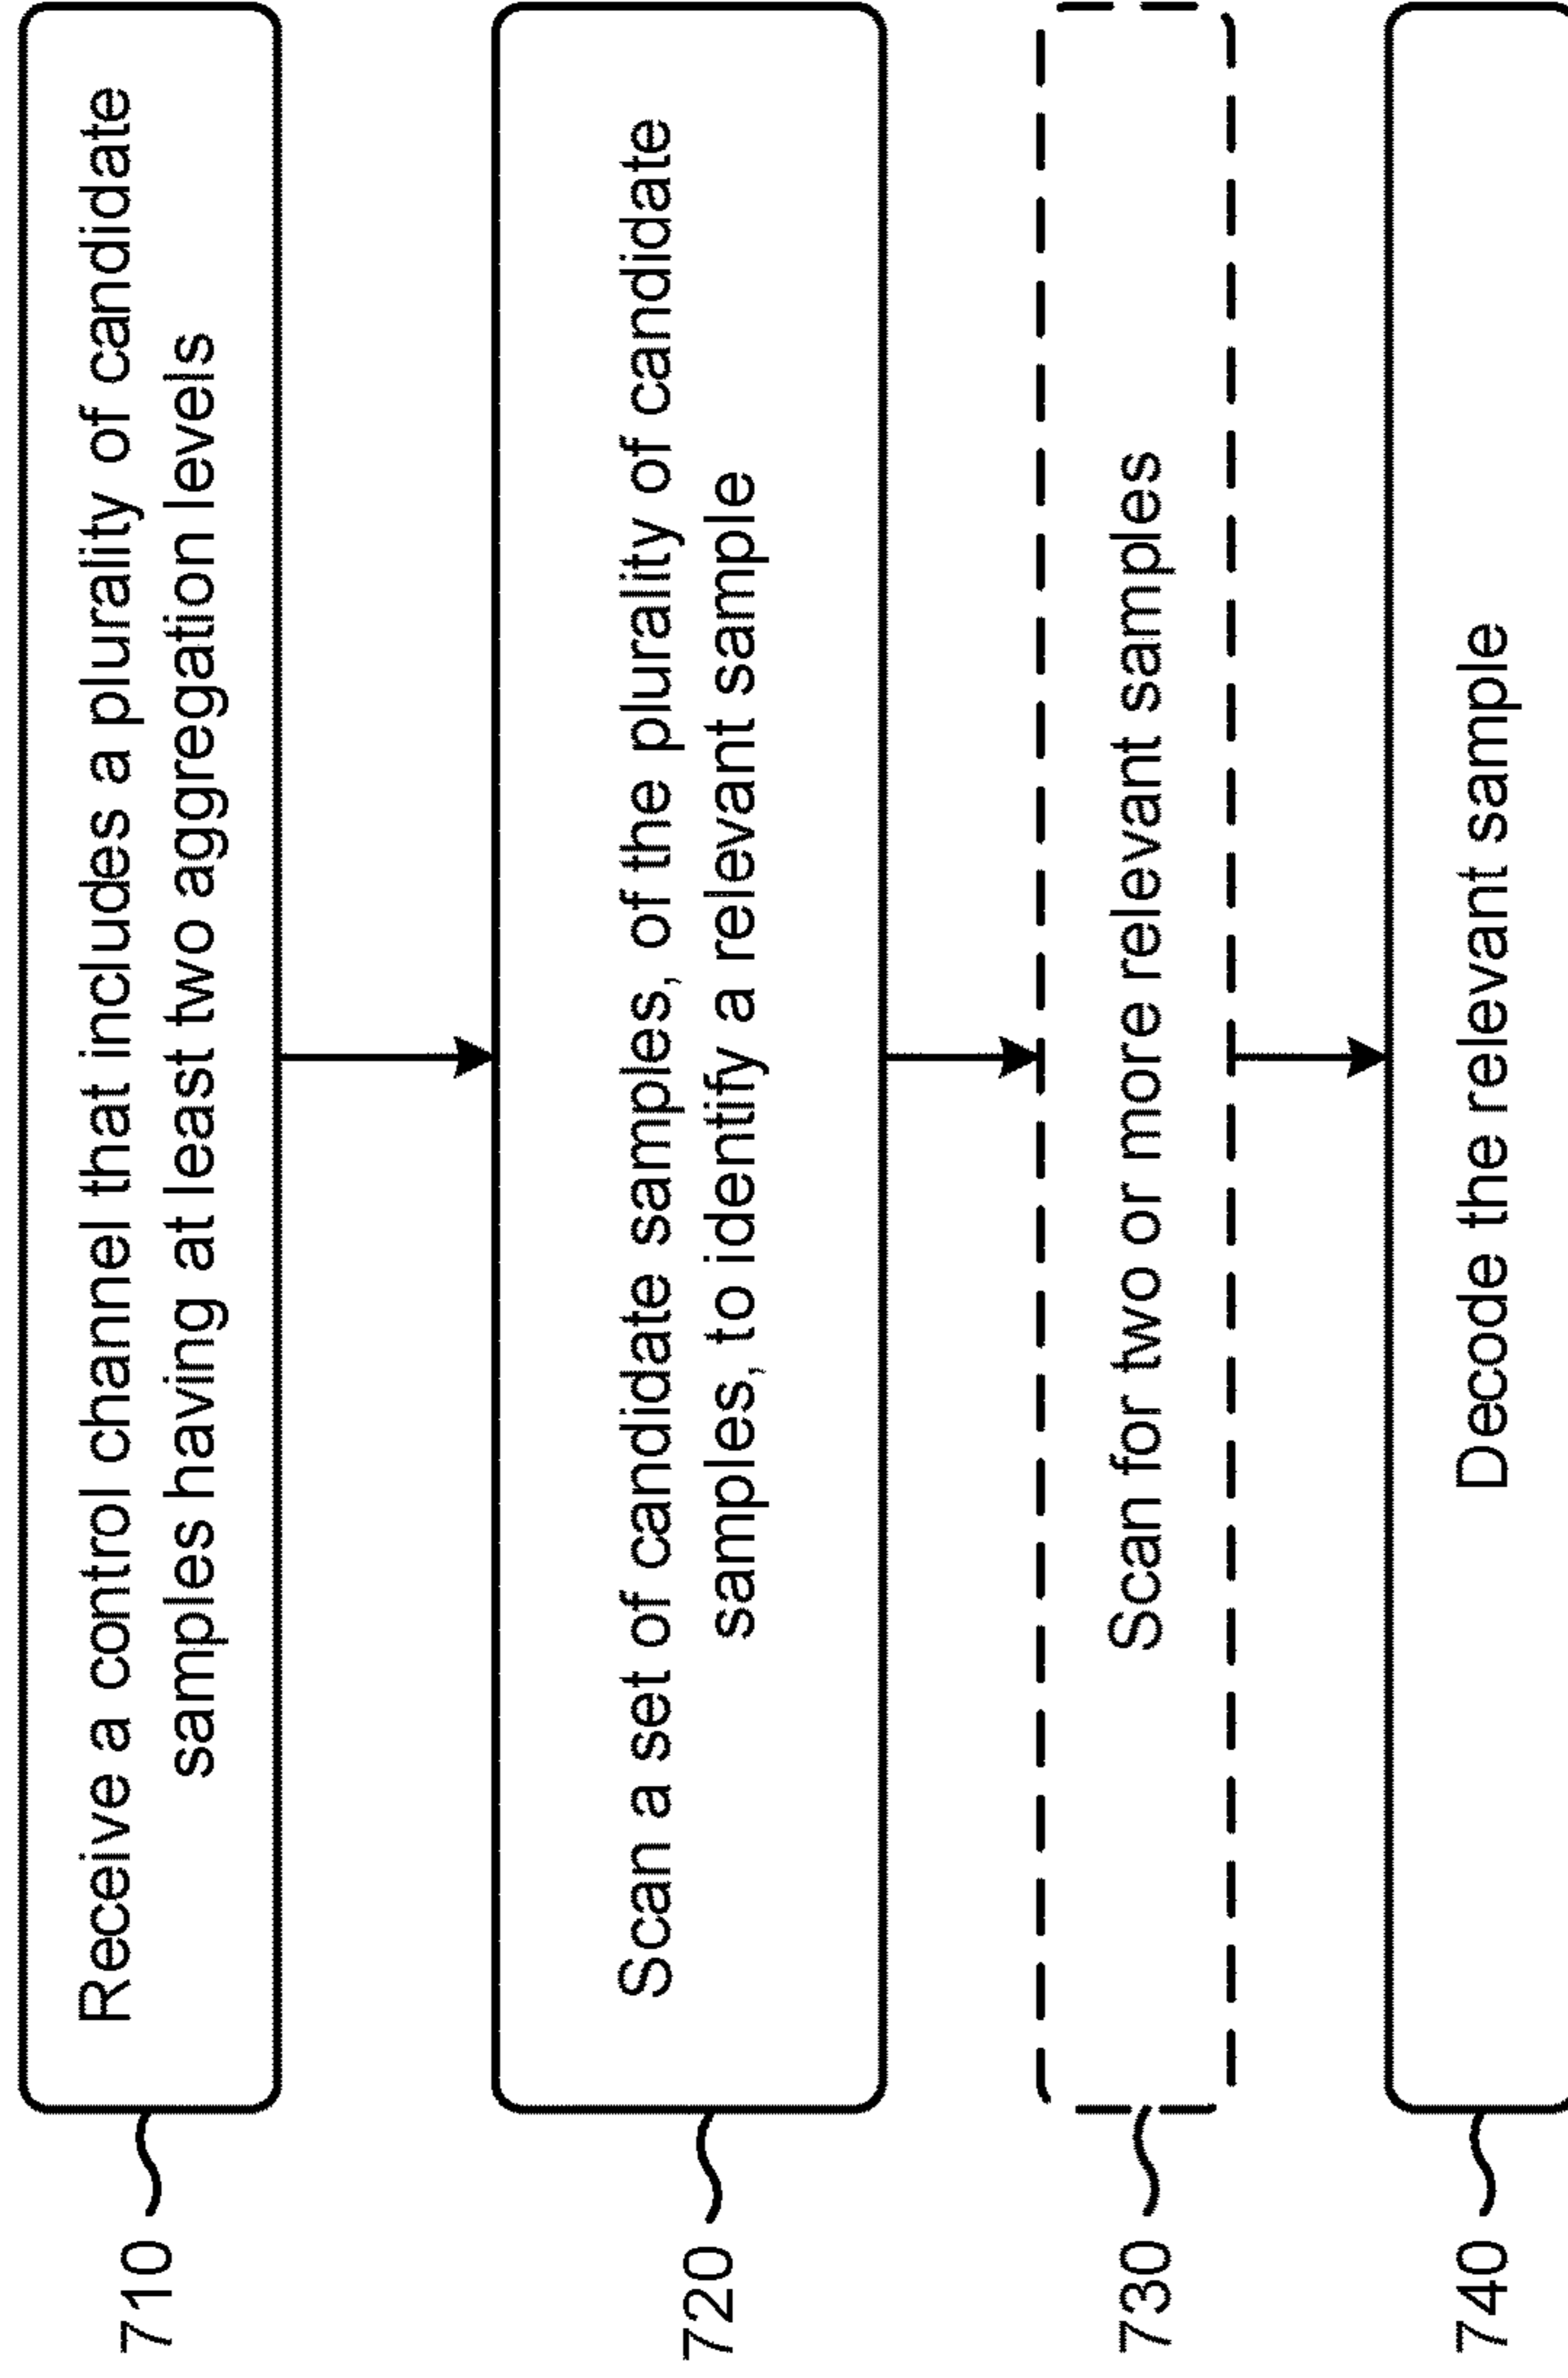 710
Receive a control channel that includes a plurality of candidate
samples having at least two aggregation levels
720
Scan a set of candidate samples, of the plurality of candidate
samples, to identify a relevant sample
730
Scan for two or more relevant samples
740
Decode the relevant sample